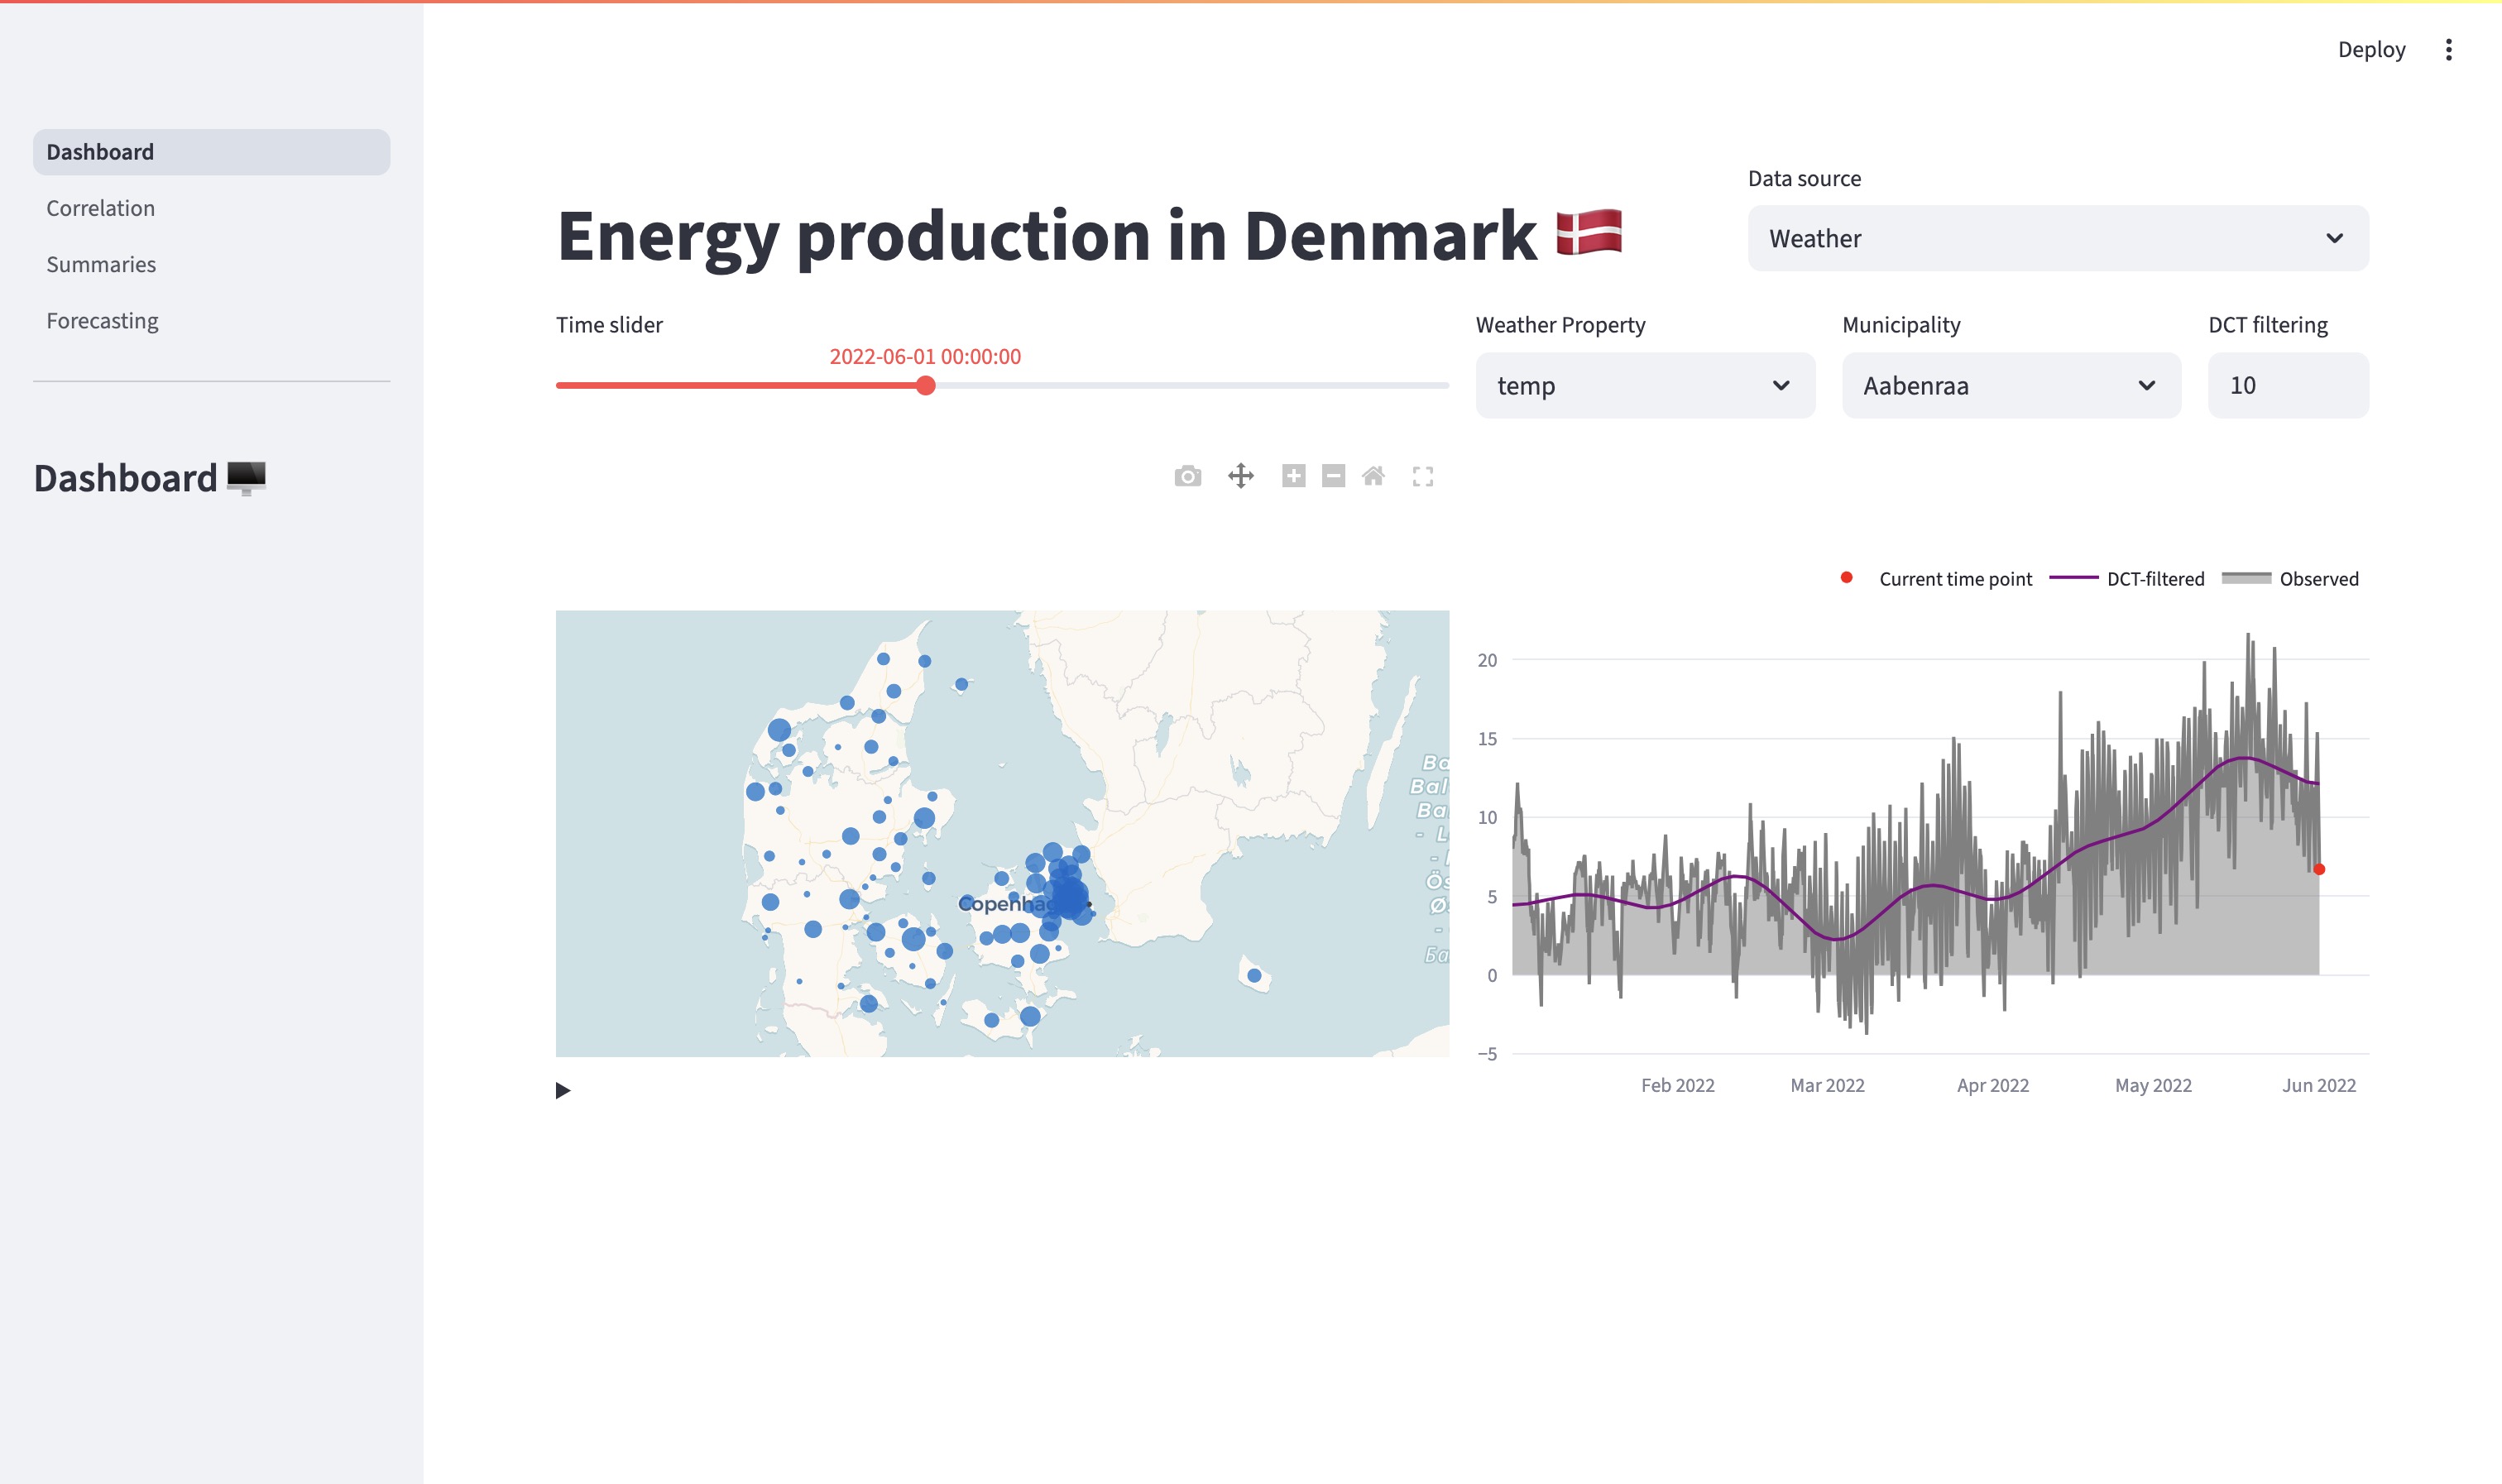 Deploy
Dashboard
Correlation
Summaries
Forecasting
Dashboard
Energy production in Denmark
Data source
Weather
Time slider
2022-06-01 00:00:00
Weather Property
temp
Municipality
Aabenraa
DCT filtering
10
Current time point
DCT-filtered
Observed
20
15
10
5
0
−5
Feb 2022
Mar 2022
Apr 2022
May 2022
Jun 2022